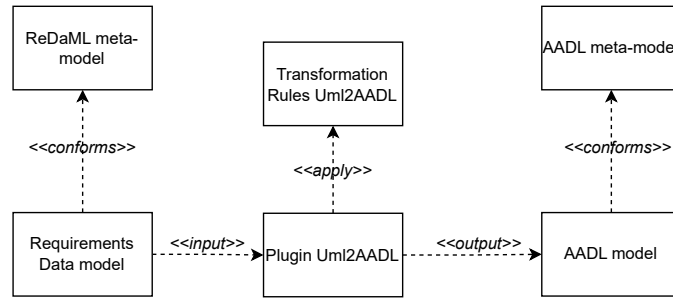 ReDaML meta-
model
Transformation
Rules Uml2AADL
AADL meta-model
<<conforms>>
<<apply>>
<<conforms>>
Requirements
Data model
<<input>>
Plugin Uml2AADL
<<output>>
AADL model